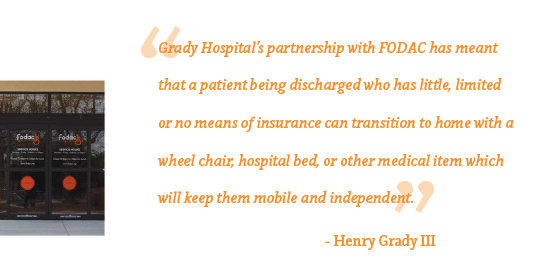 Grady Hospital's partnership with FODAC has meant
that a patient being discharged who has little, limited
or no means of insurance can transition to home with a
wheel chair, hospital bed, or other medical item which
will keep them mobile and independent.
- Henry Grady III
Fodac Fodac